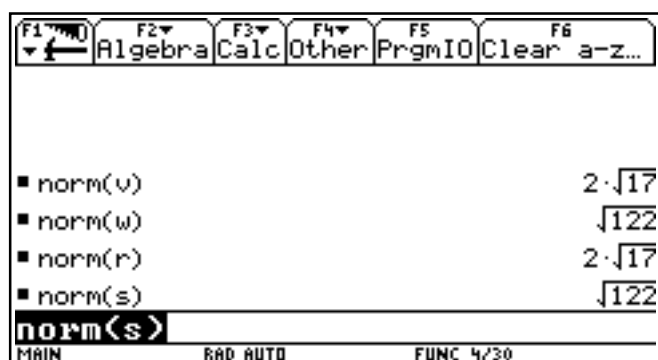 F1 F2 F3 F4 F5 F6
Algebra Calc Other PrgmIO Clear a-z…
▪ norm(v) 2·√17
▪ norm(w) √122
▪ norm(r) 2·√17
▪ norm(s) √122
norm(s)
MAIN RAD AUTO FUNC 4/30